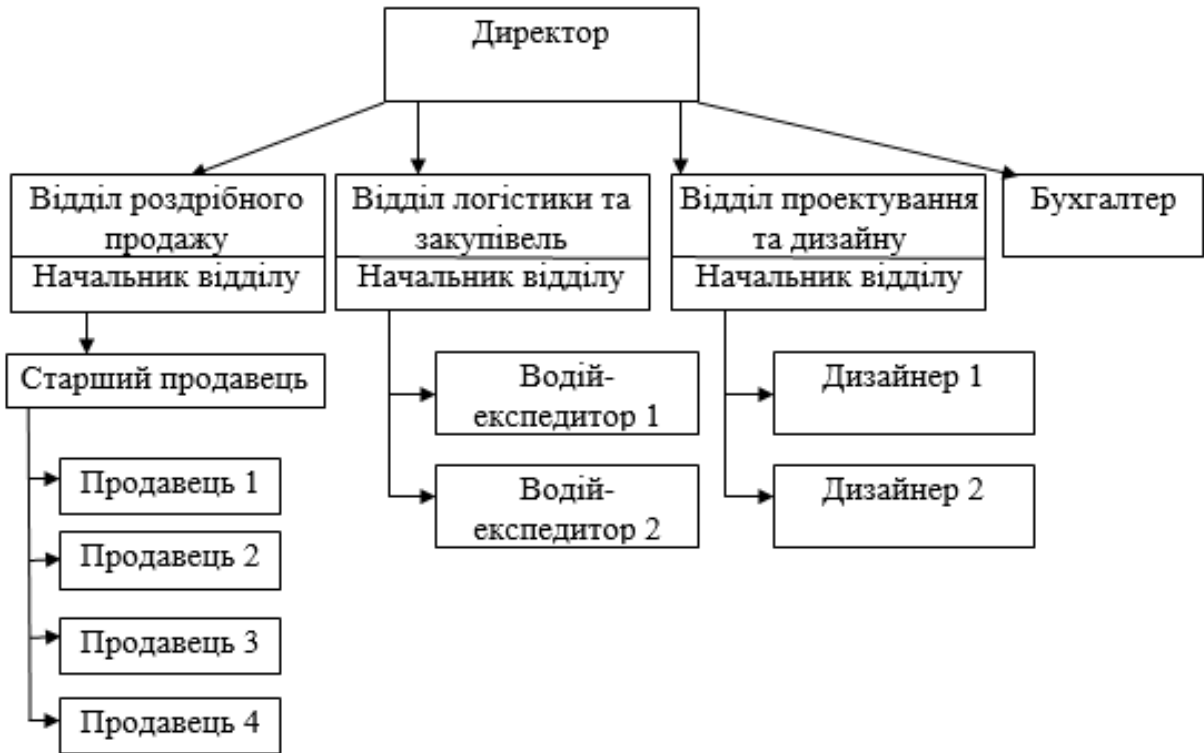 Директор
Відділ роздрібного
продажу
Начальник відділу
Відділ логістики та
закупівель
Начальник відділу
Відділ проектування
та дизайну
Начальник відділу
Бухгалтер
Старший продавець
Продавець 1
Продавець 2
Продавець 3
Продавець 4
Водій-
експедитор 1
Водій-
експедитор 2
Дизайнер 1
Дизайнер 2